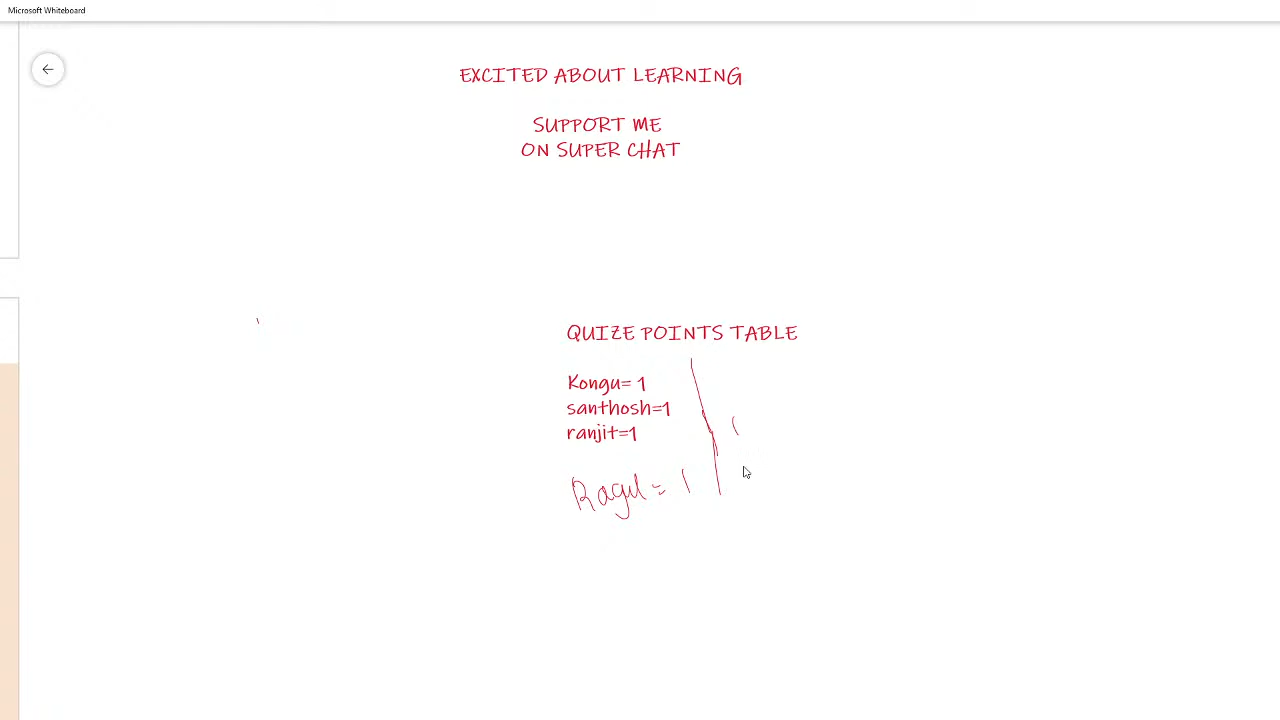 Microsoft Whiteboard
EXCITED ABOUT LEARNING
SUPPORT ME
ON SUPER CHAT
QUIZE POINTS TABLE
Kongu= 1
santhosh=1
ranjit=1
Ragul= 1